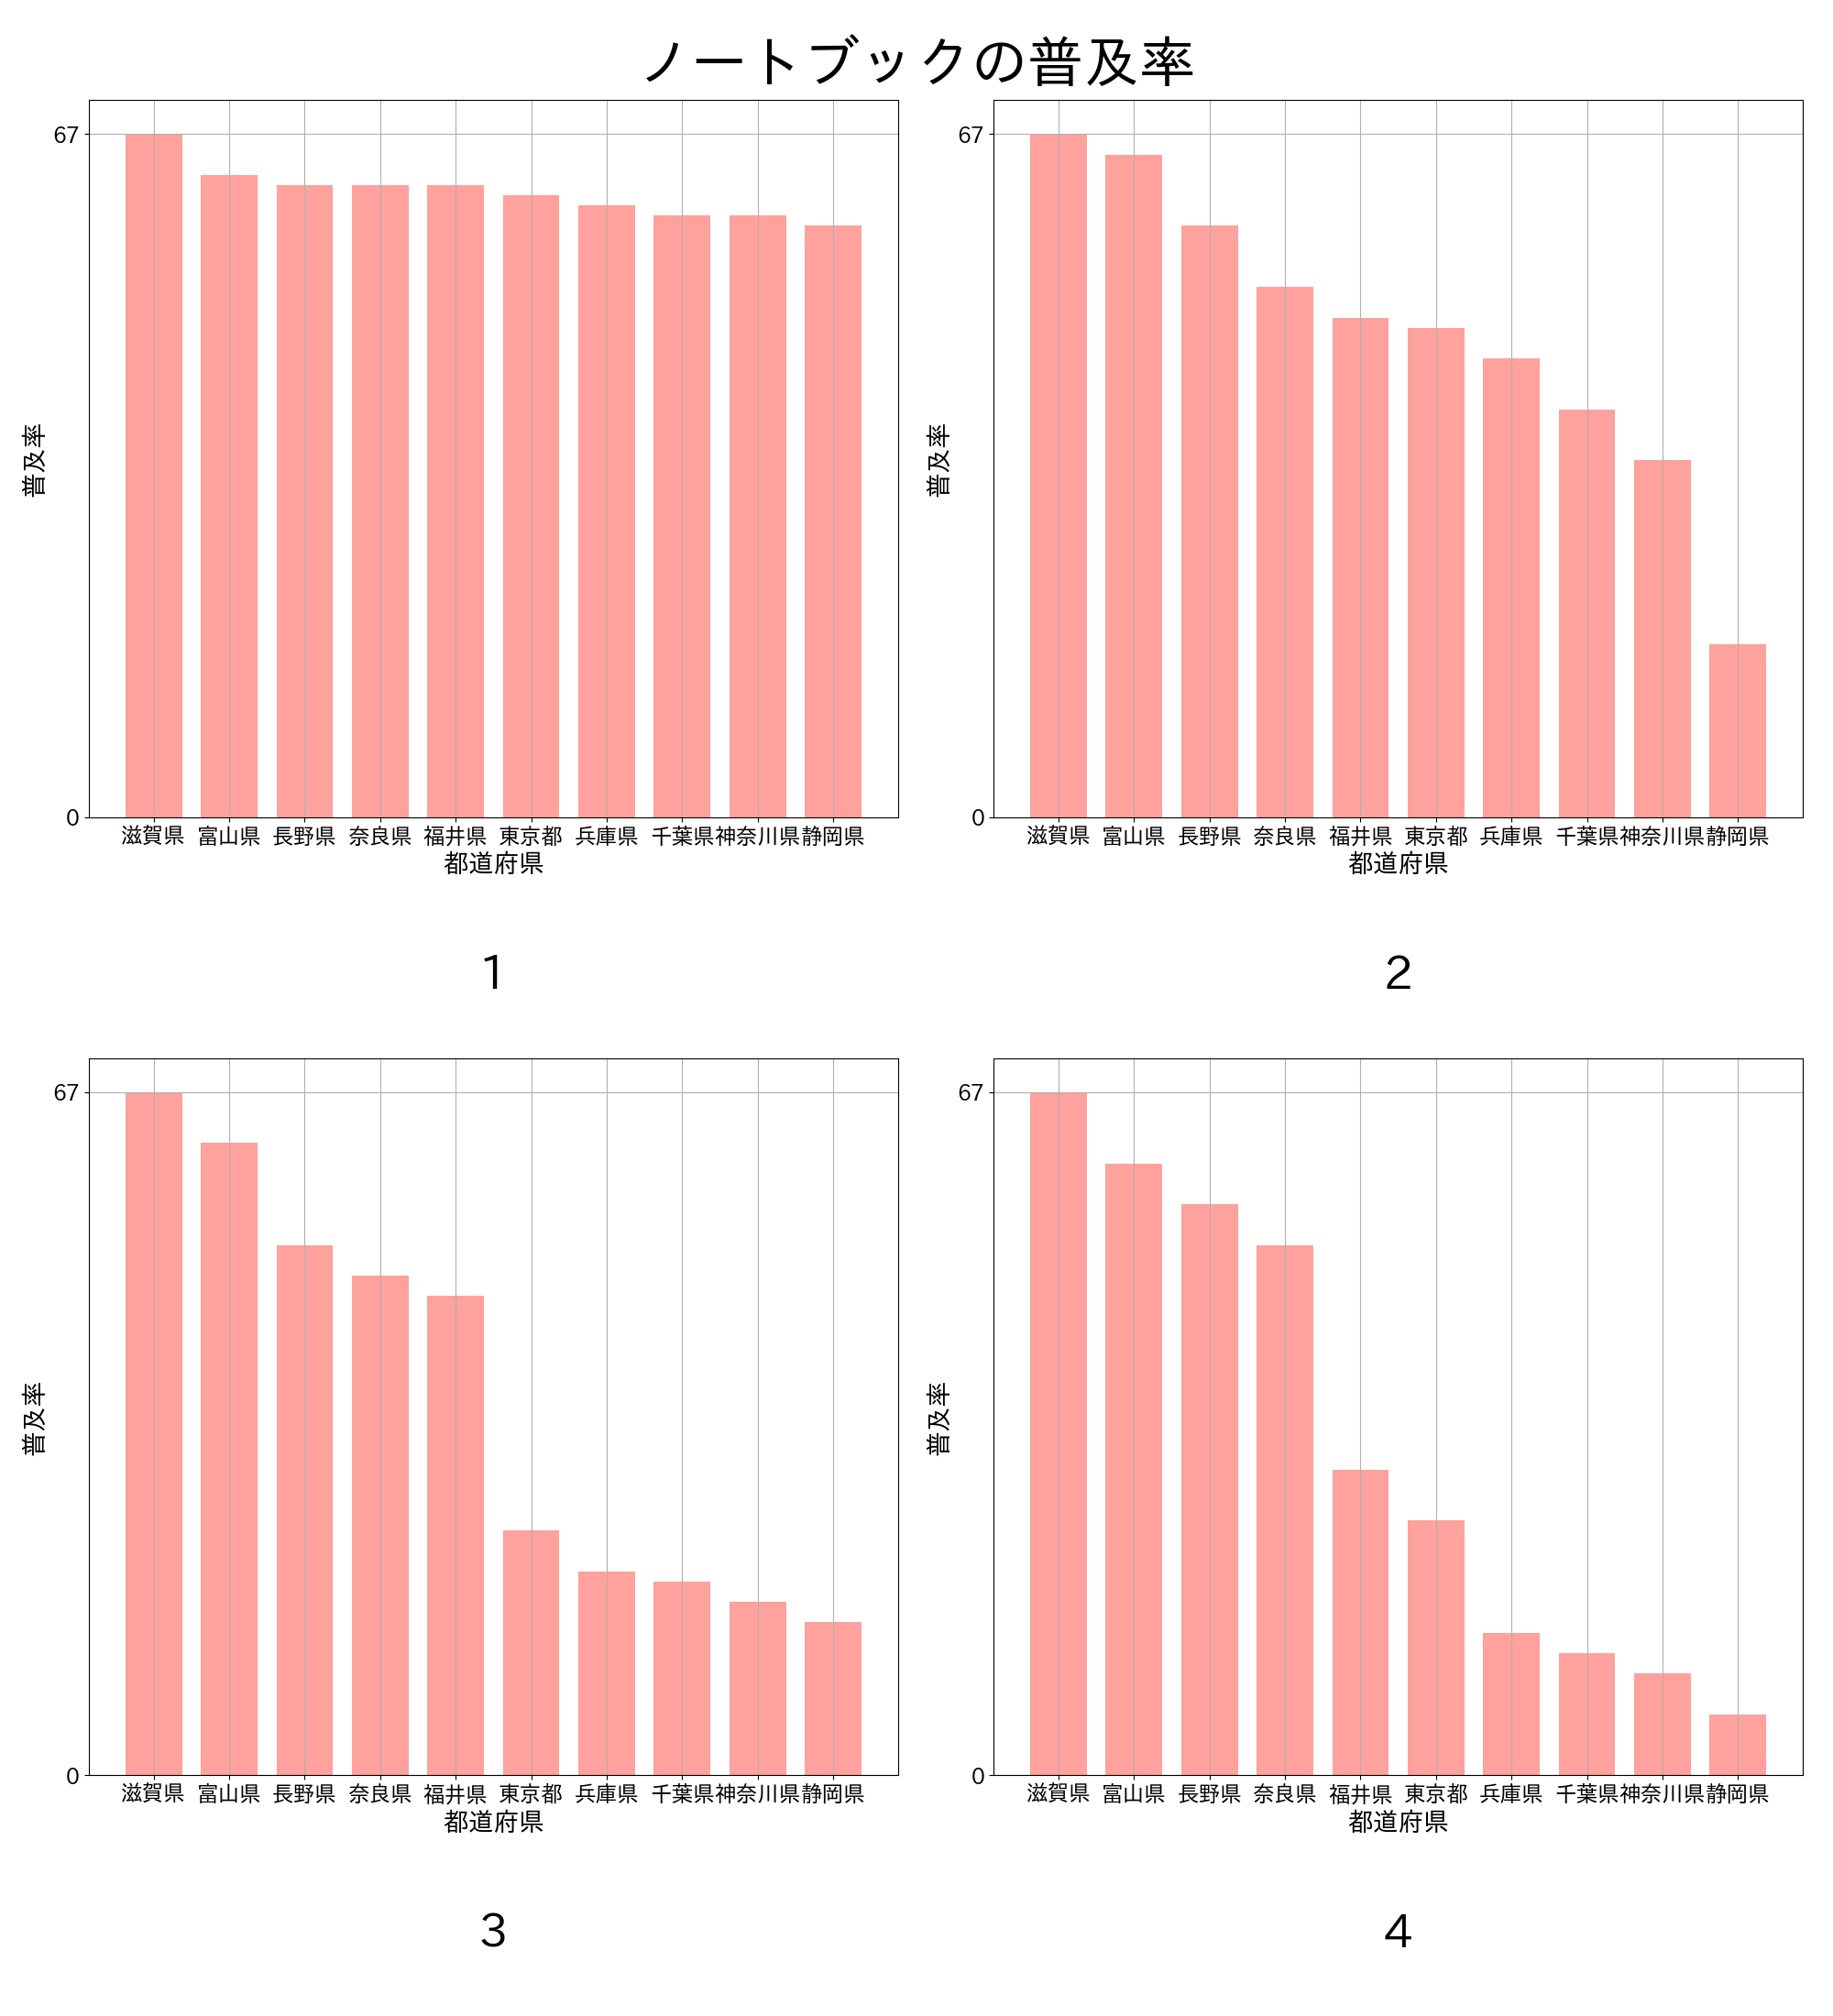 ノートブックの普及率
67
0
普及率
滋賀県 富山県 長野県 奈良県 福井県 東京都 兵庫県 千葉県 神奈川県 静岡県
都道府県
1
67
0
普及率
滋賀県 富山県 長野県 奈良県 福井県 東京都 兵庫県 千葉県 神奈川県 静岡県
都道府県
2
67
0
普及率
滋賀県 富山県 長野県 奈良県 福井県 東京都 兵庫県 千葉県 神奈川県 静岡県
都道府県
3
67
0
普及率
滋賀県 富山県 長野県 奈良県 福井県 東京都 兵庫県 千葉県 神奈川県 静岡県
都道府県
4